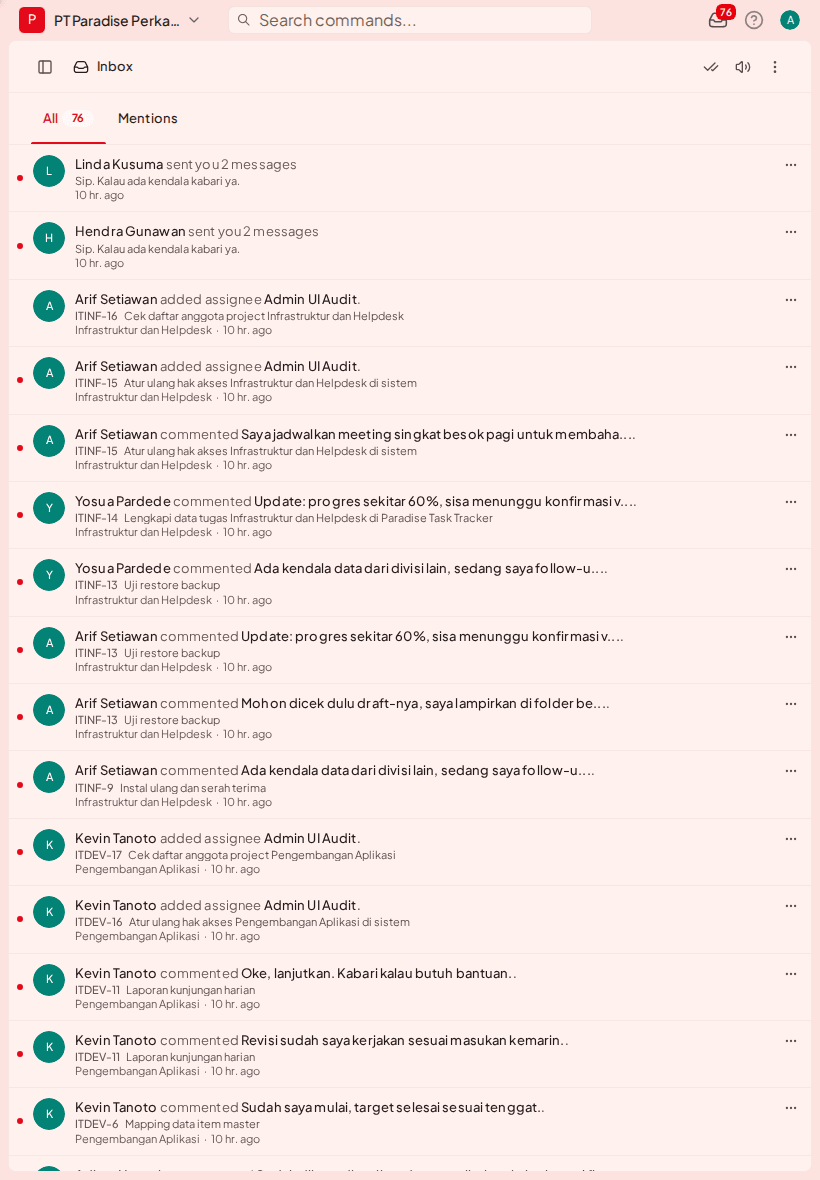 P PT Paradise Perka... Search commands... 76 A
Inbox
All 76 Mentions
L Linda Kusuma sent you 2 messages
Sip. Kalau ada kendala kabari ya.
10 hr. ago
H Hendra Gunawan sent you 2 messages
Sip. Kalau ada kendala kabari ya.
10 hr. ago
A Arif Setiawan added assignee Admin UI Audit.
ITINF-16 Cek daftar anggota project Infrastruktur dan Helpdesk
Infrastruktur dan Helpdesk · 10 hr. ago
A Arif Setiawan added assignee Admin UI Audit.
ITINF-15 Atur ulang hak akses Infrastruktur dan Helpdesk di sistem
Infrastruktur dan Helpdesk · 10 hr. ago
A Arif Setiawan commented Saya jadwalkan meeting singkat besok pagi untuk membaha....
ITINF-15 Atur ulang hak akses Infrastruktur dan Helpdesk di sistem
Infrastruktur dan Helpdesk · 10 hr. ago
Y Yosua Pardede commented Update: progres sekitar 60%, sisa menunggu konfirmasi v....
ITINF-14 Lengkapi data tugas Infrastruktur dan Helpdesk di Paradise Task Tracker
Infrastruktur dan Helpdesk · 10 hr. ago
Y Yosua Pardede commented Ada kendala data dari divisi lain, sedang saya follow-u....
ITINF-13 Uji restore backup
Infrastruktur dan Helpdesk · 10 hr. ago
A Arif Setiawan commented Update: progres sekitar 60%, sisa menunggu konfirmasi v....
ITINF-13 Uji restore backup
Infrastruktur dan Helpdesk · 10 hr. ago
A Arif Setiawan commented Mohon dicek dulu draft-nya, saya lampirkan di folder be....
ITINF-13 Uji restore backup
Infrastruktur dan Helpdesk · 10 hr. ago
A Arif Setiawan commented Ada kendala data dari divisi lain, sedang saya follow-u....
ITINF-9 Instal ulang dan serah terima
Infrastruktur dan Helpdesk · 10 hr. ago
K Kevin Tanoto added assignee Admin UI Audit.
ITDEV-17 Cek daftar anggota project Pengembangan Aplikasi
Pengembangan Aplikasi · 10 hr. ago
K Kevin Tanoto added assignee Admin UI Audit.
ITDEV-16 Atur ulang hak akses Pengembangan Aplikasi di sistem
Pengembangan Aplikasi · 10 hr. ago
K Kevin Tanoto commented Oke, lanjutkan. Kabari kalau butuh bantuan..
ITDEV-11 Laporan kunjungan harian
Pengembangan Aplikasi · 10 hr. ago
K Kevin Tanoto commented Revisi sudah saya kerjakan sesuai masukan kemarin..
ITDEV-11 Laporan kunjungan harian
Pengembangan Aplikasi · 10 hr. ago
K Kevin Tanoto commented Sudah saya mulai, target selesai sesuai tenggat..
ITDEV-6 Mapping data item master
Pengembangan Aplikasi · 10 hr. ago